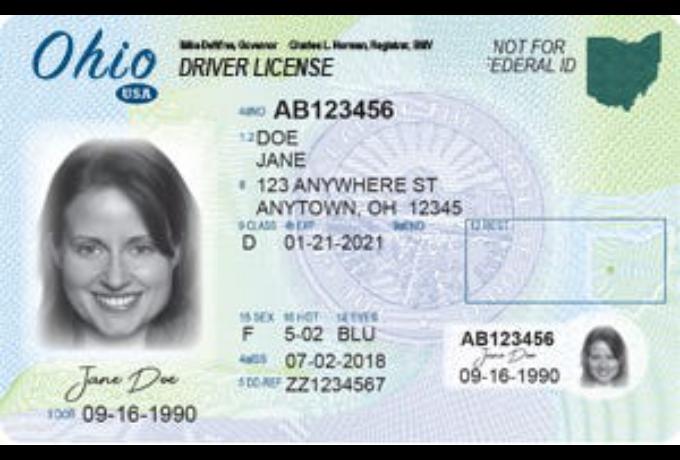 Ohio
USA
Mike DeWine, Governor Charles L. Norman, Registrar, BMV
DRIVER LICENSE
NOT FOR
FEDERAL ID
4d NO AB123456
1,2 DOE
JANE
8 123 ANYWHERE ST
ANYTOWN, OH 12345
9 CLASS 4b EXP 9a END 12 REST
D 01-21-2021
15 SEX 16 HGT 18 EYES
F 5-02 BLU
4a ISS 07-02-2018
5 DD-REF ZZ1234567
Jane Doe
3 DOB 09-16-1990
AB123456
Jane Doe
09-16-1990